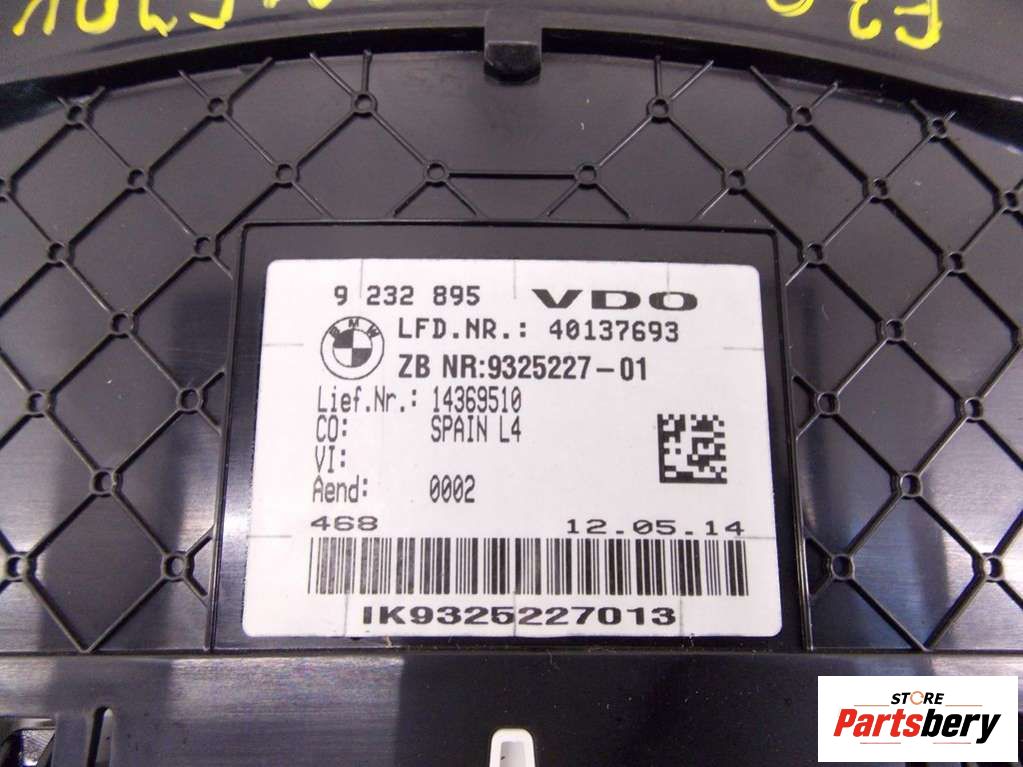 9 232 895 VDO
BMW
LFD.NR.: 40137693
ZB NR:9325227-01
Lief.Nr.: 14369510
CO: SPAIN L4
VI:
Aend: 0002
468 12.05.14
IK9325227013
STORE
Partsbery